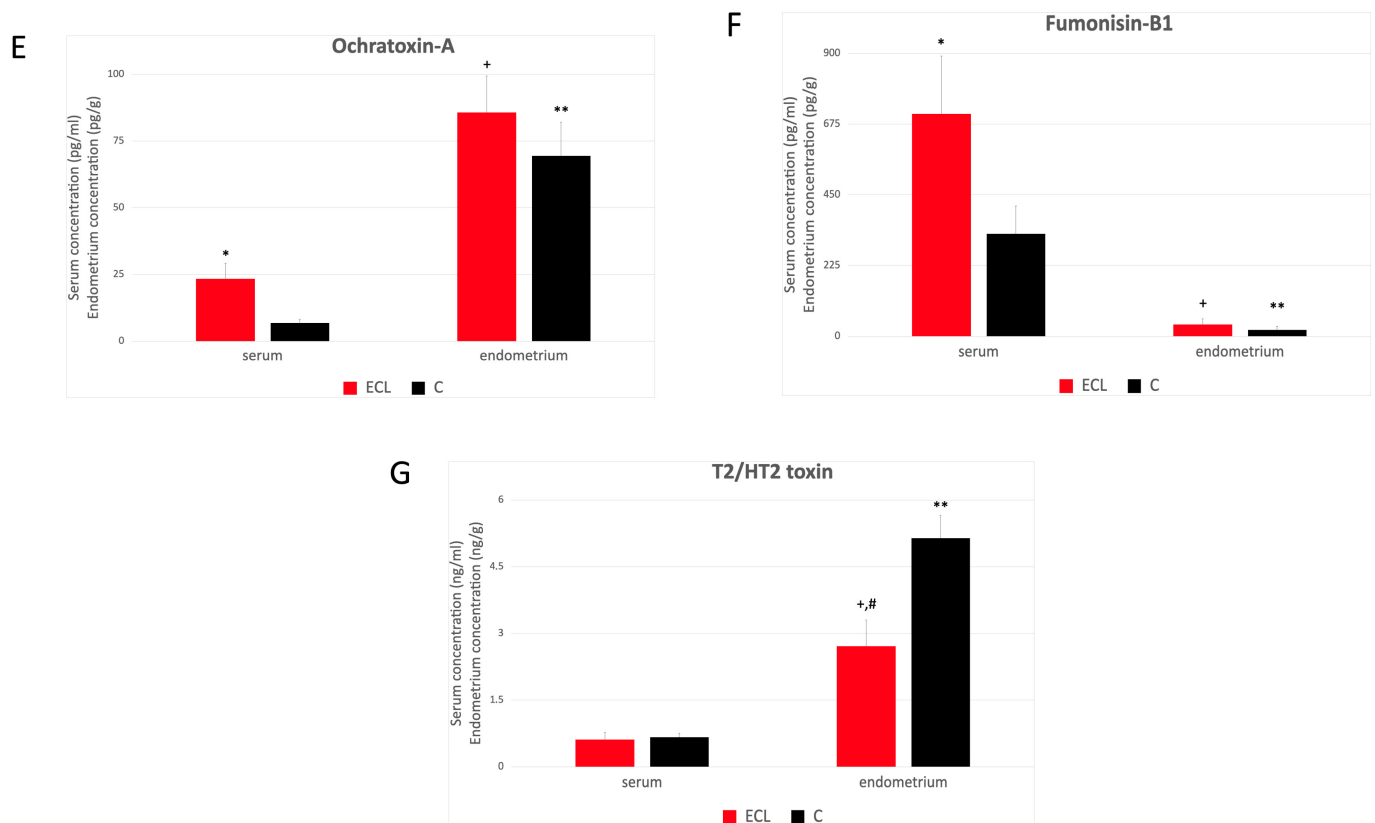 E
Ochratoxin-A
Serum concentration (pg/ml)
Endometrium concentration (pg/g)
100
75
50
25
0
*
+
**
serum
endometrium
ECL
C
F
Fumonisin-B1
Serum concentration (pg/ml)
Endometrium concentration (pg/g)
900
675
450
225
0
*
+
**
serum
endometrium
ECL
C
G
T2/HT2 toxin
Serum concentration (ng/ml)
Endometrium concentration (ng/g)
6
4.5
3
1.5
0
+,#
**
serum
endometrium
ECL
C